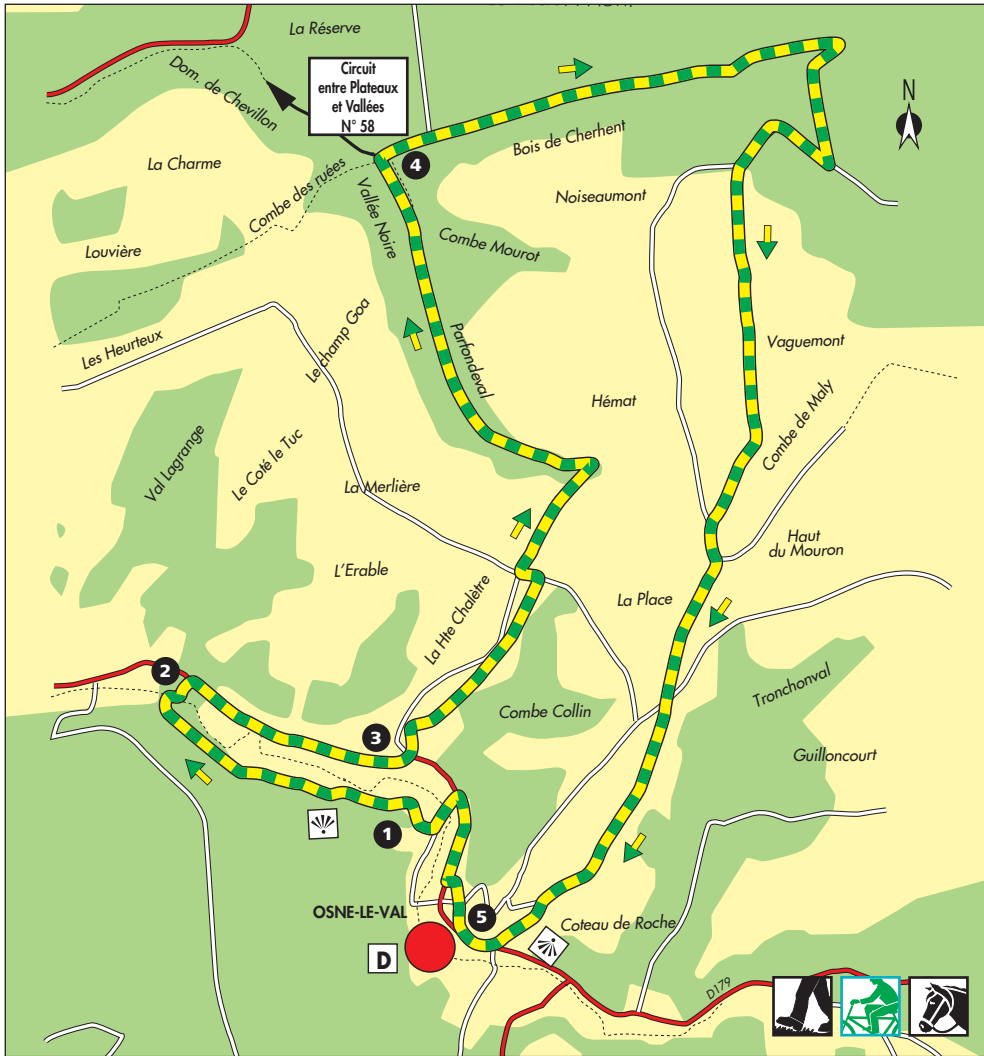 La Réserve
Dom. de Chevillon
Circuit
entre Plateaux
et Vallées
N° 58
N
La Charme
Combe des ruées
4
Bois de Cherhent
Vallée Noire
Noiseaumont
Louvière
Combe Mourot
Les Heurteux
Le champ Goa
Parfondeval
Vaguemont
Hémat
Combe de Maly
Val Lagrange
Le Coté le Tuc
La Merlière
Haut
du Mouron
L'Erable
La Hte Chalètre
La Place
2
Tronchonval
3
Combe Collin
Guilloncourt
1
OSNE-LE-VAL
5
Coteau de Roche
D
D179